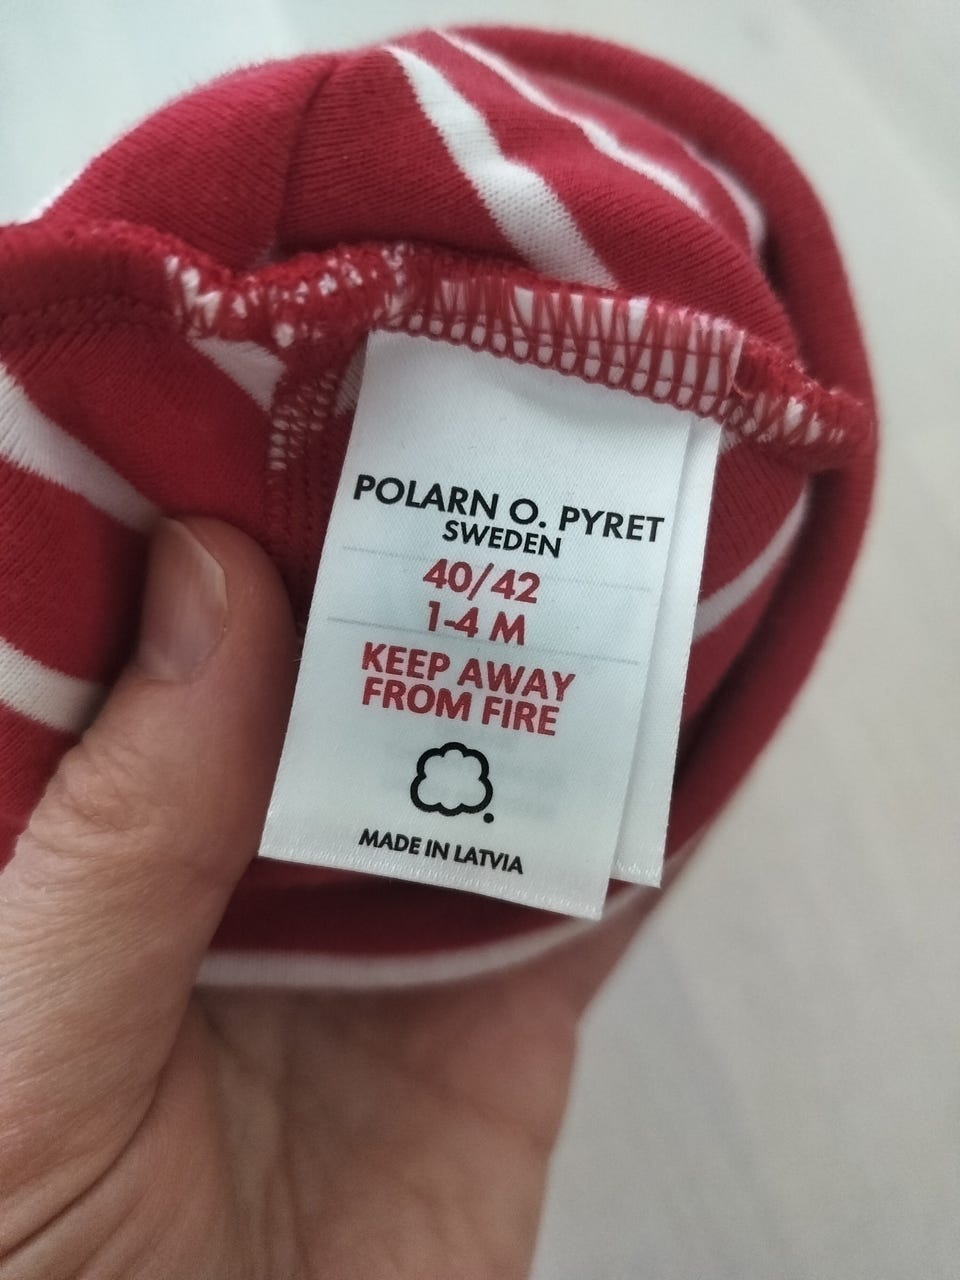 POLARN O. PYRET
SWEDEN
40/42
1-4 M
KEEP AWAY
FROM FIRE
MADE IN LATVIA